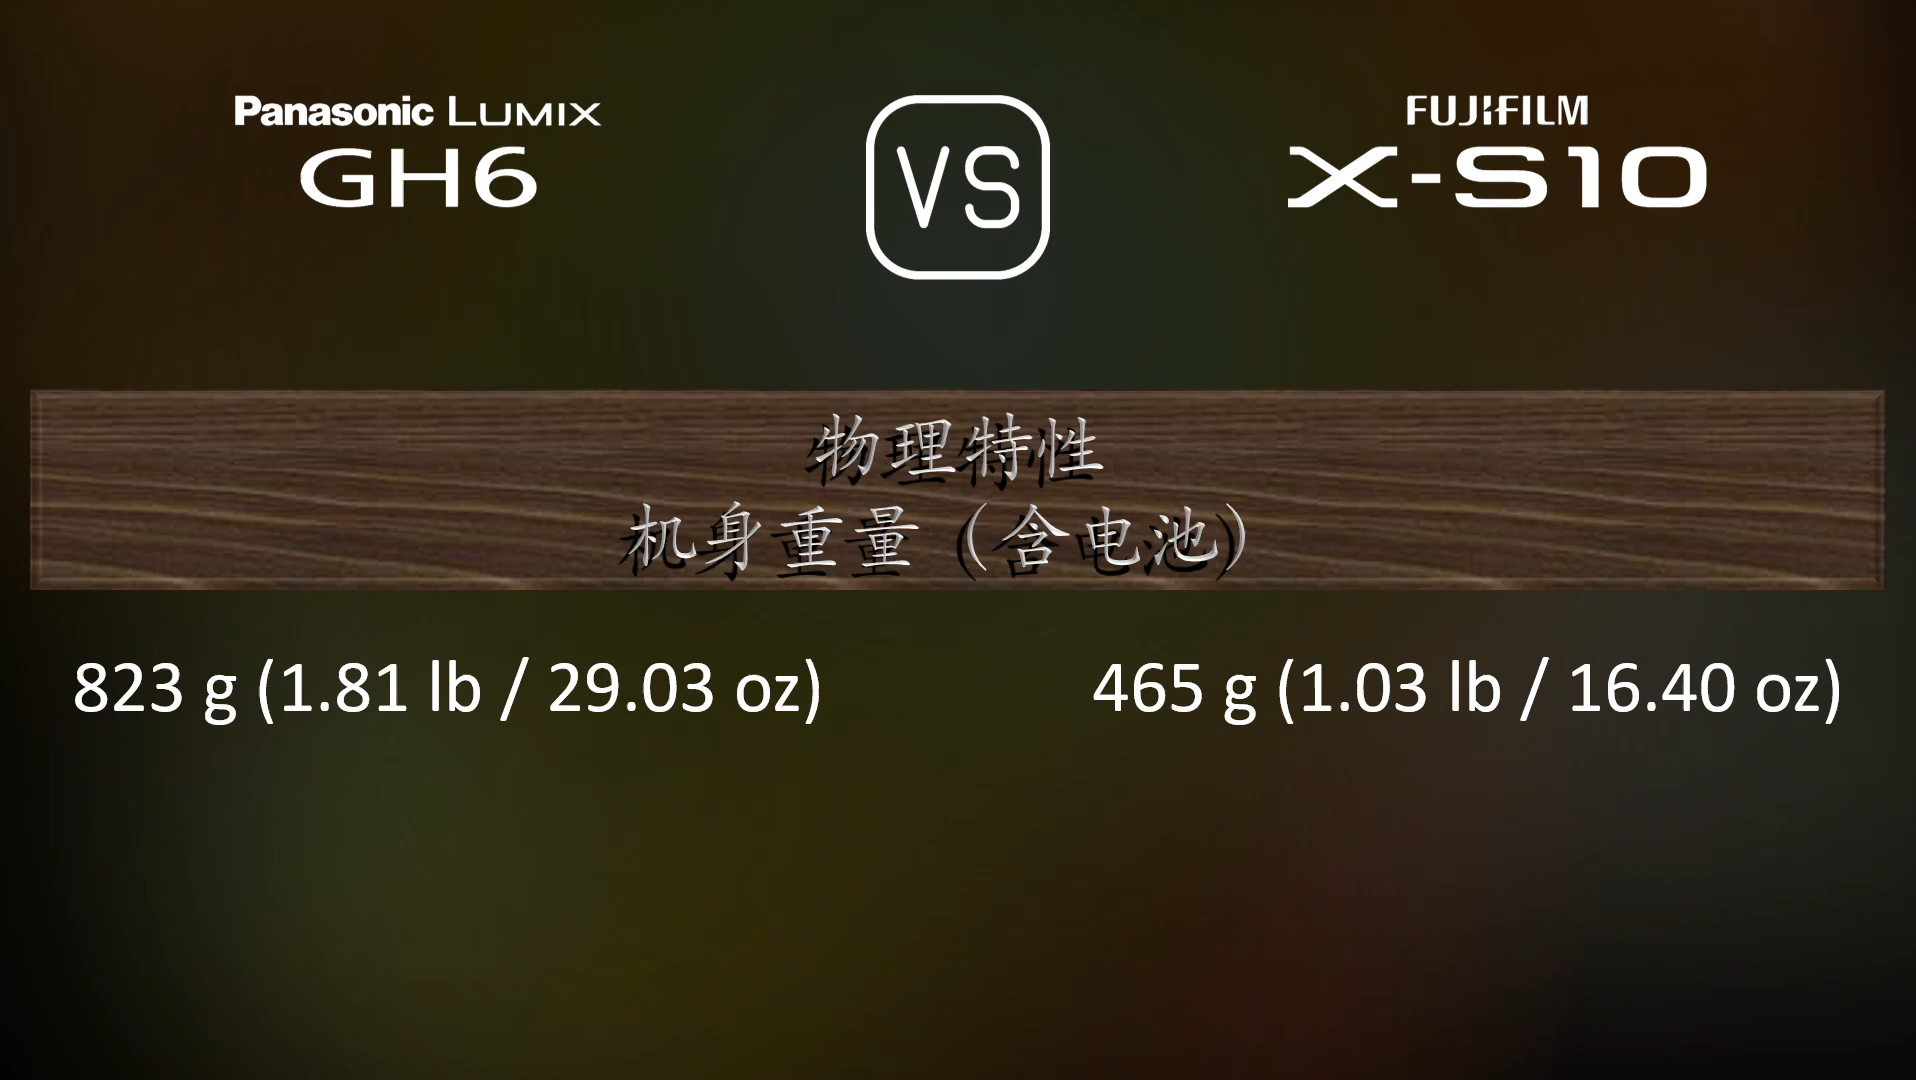 Panasonic LUMIX
GH6
VS
FUJIFILM
X-S10
物理特性
机身重量（含电池）
823 g (1.81 lb / 29.03 oz)
465 g (1.03 lb / 16.40 oz)